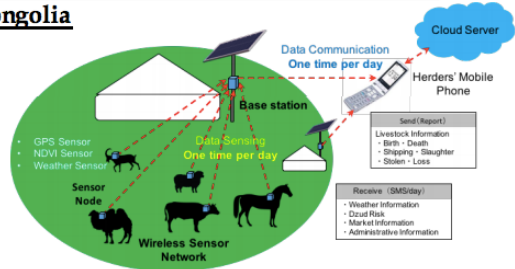 ongolia
Cloud Server
Data Communication
One time per day
Herders' Mobile
Phone
Base station
Send (Report)
Livestock Information
・Birth・Death
・Shipping・Slaughter
・Stolen・Loss
• GPS Sensor
• NDVI Sensor
• Weather Sensor
Data Sensing
One time per day
Sensor
Node
Receive (SMS/day)
・Weather Information
・Dzud Risk
・Market Information
・Administrative Information
Wireless Sensor
Network